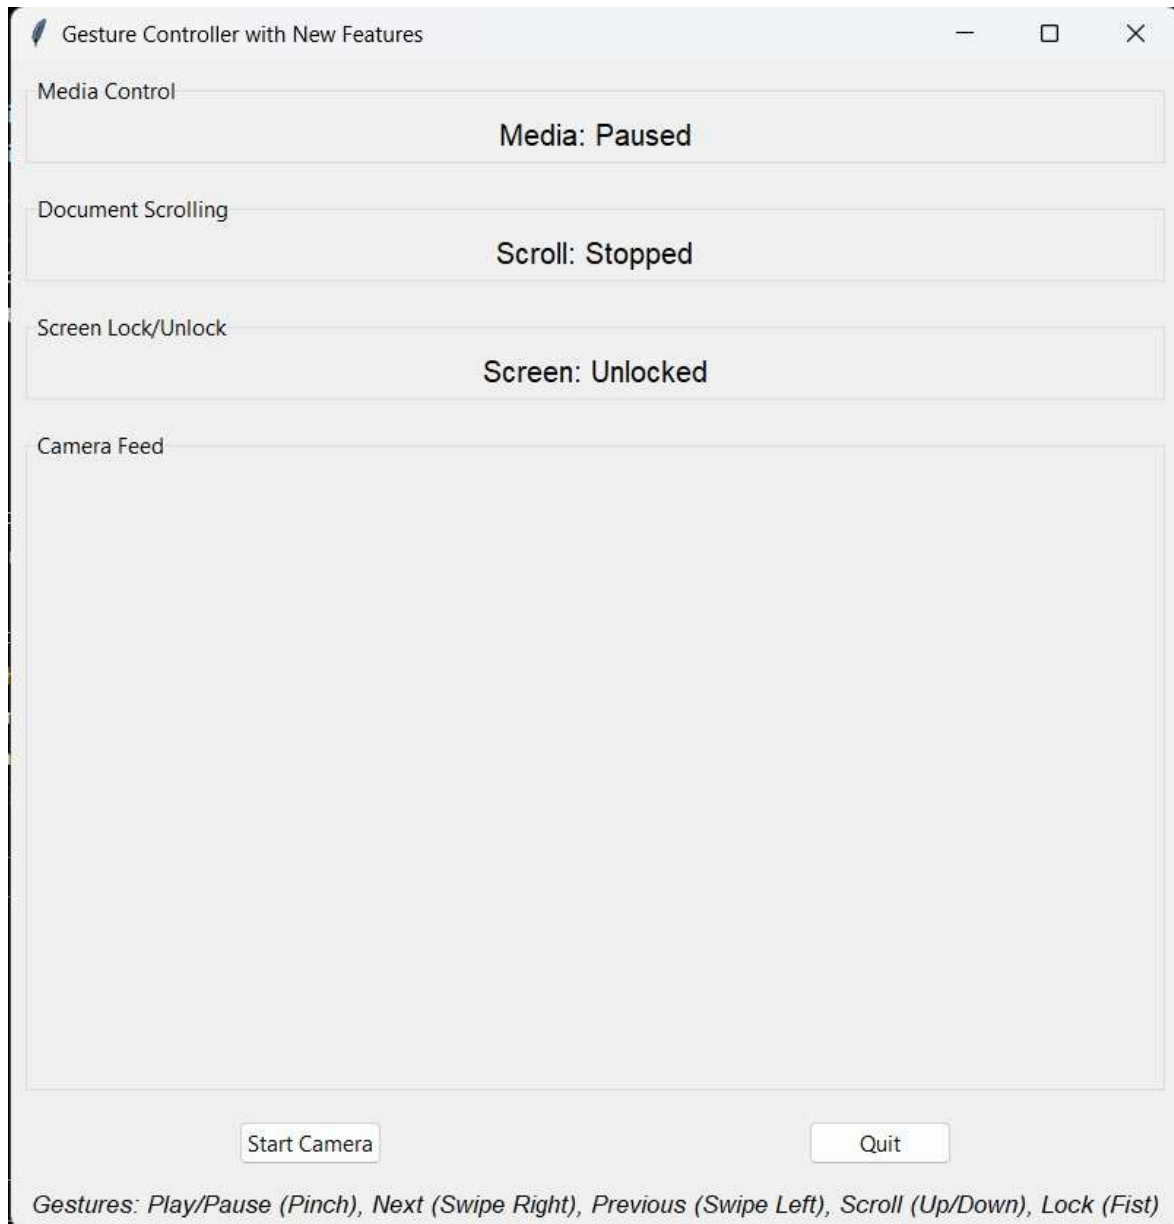 Gesture Controller with New Features
Media Control
Media: Paused
Document Scrolling
Scroll: Stopped
Screen Lock/Unlock
Screen: Unlocked
Camera Feed
Start Camera Quit
Gestures: Play/Pause (Pinch), Next (Swipe Right), Previous (Swipe Left), Scroll (Up/Down), Lock (Fist)